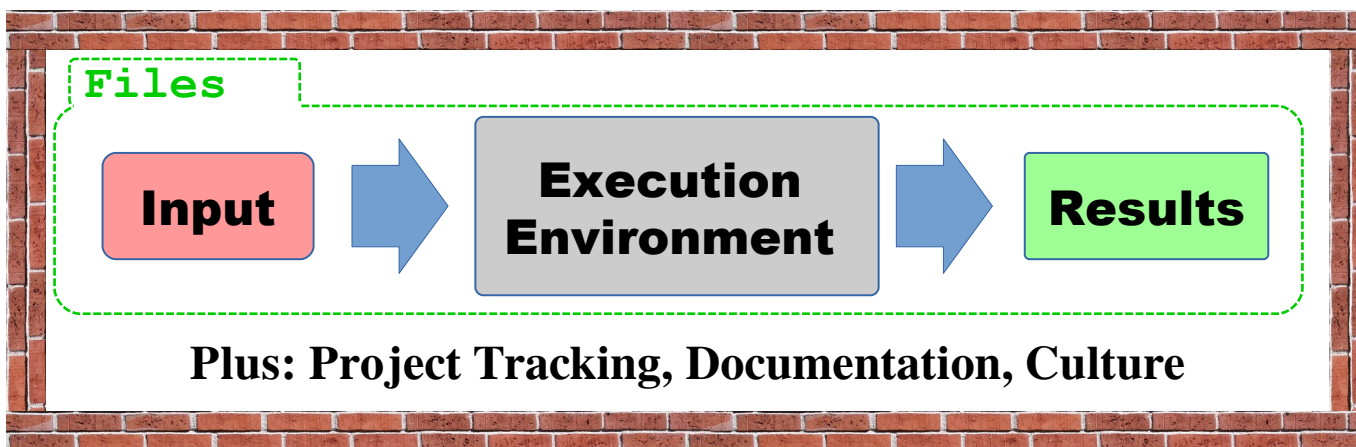 Files
Input
Execution
Environment
Results
Plus: Project Tracking, Documentation, Culture